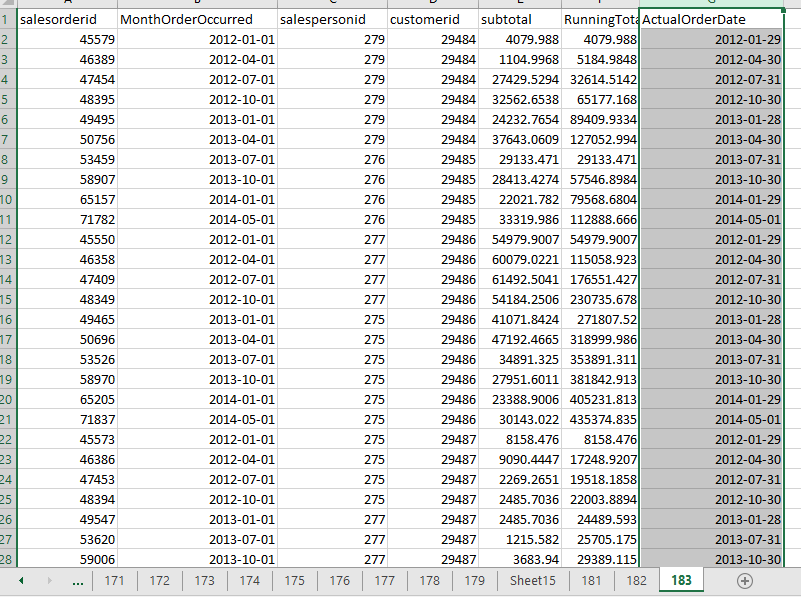 salesorderid MonthOrderOccurred salespersonid customerid subtotal RunningTota ActualOrderDate
2 45579 2012-01-01 279 29484 4079.988 4079.988 2012-01-29
3 46389 2012-04-01 279 29484 1104.9968 5184.9848 2012-04-30
4 47454 2012-07-01 279 29484 27429.5294 32614.5142 2012-07-31
5 48395 2012-10-01 279 29484 32562.6538 65177.168 2012-10-30
6 49495 2013-01-01 279 29484 24232.7654 89409.9334 2013-01-28
7 50756 2013-04-01 279 29484 37643.0609 127052.994 2013-04-30
8 53459 2013-07-01 276 29485 29133.471 29133.471 2013-07-31
9 58907 2013-10-01 276 29485 28413.4274 57546.8984 2013-10-30
10 65157 2014-01-01 276 29485 22021.782 79568.6804 2014-01-29
11 71782 2014-05-01 276 29485 33319.986 112888.666 2014-05-01
12 45550 2012-01-01 277 29486 54979.9007 54979.9007 2012-01-29
13 46358 2012-04-01 277 29486 60079.0221 115058.923 2012-04-30
14 47409 2012-07-01 277 29486 61492.5041 176551.427 2012-07-31
15 48349 2012-10-01 277 29486 54184.2506 230735.678 2012-10-30
16 49465 2013-01-01 275 29486 41071.8424 271807.52 2013-01-28
17 50696 2013-04-01 275 29486 47192.4665 318999.986 2013-04-30
18 53526 2013-07-01 275 29486 34891.325 353891.311 2013-07-31
19 58970 2013-10-01 275 29486 27951.6011 381842.913 2013-10-30
20 65205 2014-01-01 275 29486 23388.9006 405231.813 2014-01-29
21 71837 2014-05-01 275 29486 30143.022 435374.835 2014-05-01
22 45573 2012-01-01 275 29487 8158.476 8158.476 2012-01-29
23 46386 2012-04-01 275 29487 9090.4447 17248.9207 2012-04-30
24 47453 2012-07-01 275 29487 2269.2651 19518.1858 2012-07-31
25 48394 2012-10-01 275 29487 2485.7036 22003.8894 2012-10-30
26 49547 2013-01-01 277 29487 2485.7036 24489.593 2013-01-28
27 53620 2013-07-01 277 29487 1215.582 25705.175 2013-07-31
28 59006 2013-10-01 277 29487 3683.94 29389.115 2013-10-30
... 171 172 173 174 175 176 177 178 179 Sheet15 181 182 183